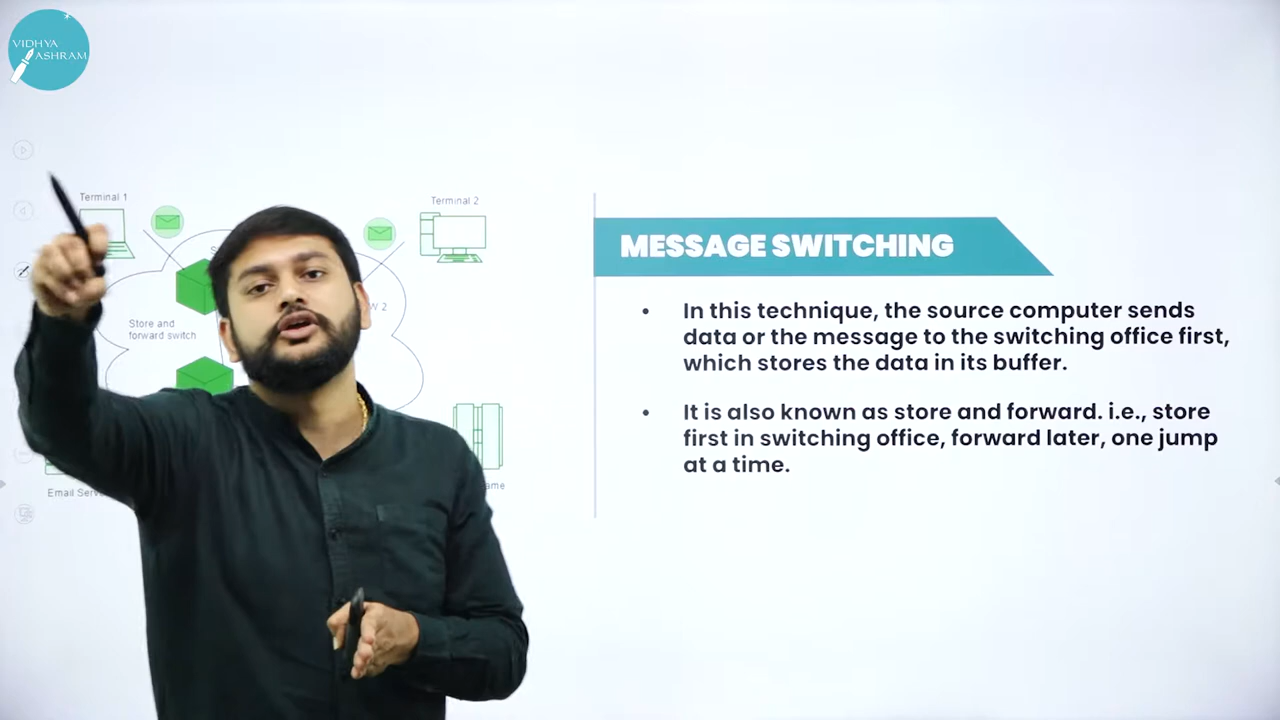 VIDHYA
ASHRAM
Terminal 1
Terminal 2
Store and
forward switch
W 2
Email Serv
ame
MESSAGE SWITCHING
• In this technique, the source computer sends
data or the message to the switching office first,
which stores the data in its buffer.
• It is also known as store and forward. i.e., store
first in switching office, forward later, one jump
at a time.